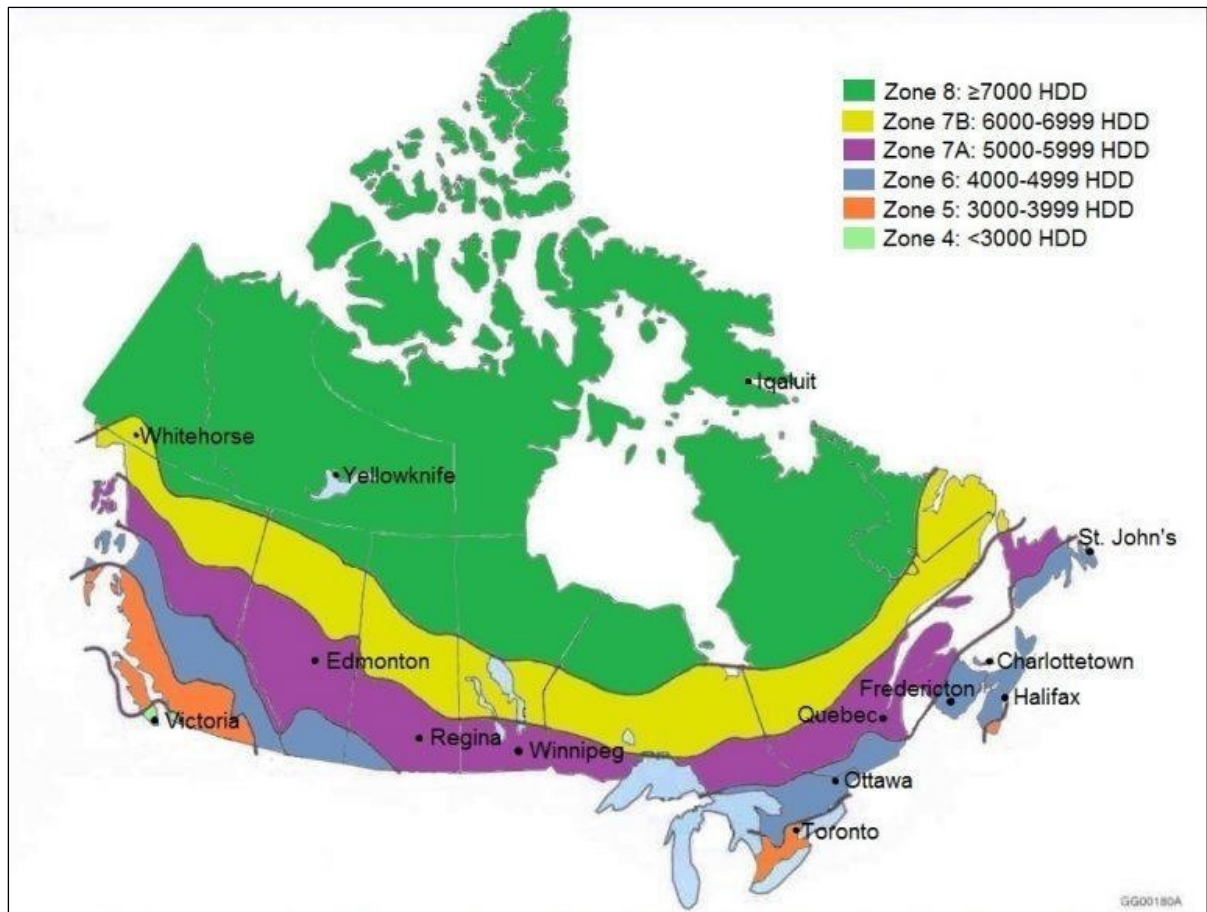 Zone 8: ≥7000 HDD
Zone 7B: 6000-6999 HDD
Zone 7A: 5000-5999 HDD
Zone 6: 4000-4999 HDD
Zone 5: 3000-3999 HDD
Zone 4: <3000 HDD
Iqaluit
Whitehorse
Yellowknife
St. John's
Edmonton
Charlottetown
Fredericton
Halifax
Quebec
Victoria
Regina
Winnipeg
Ottawa
Toronto
GG00180A